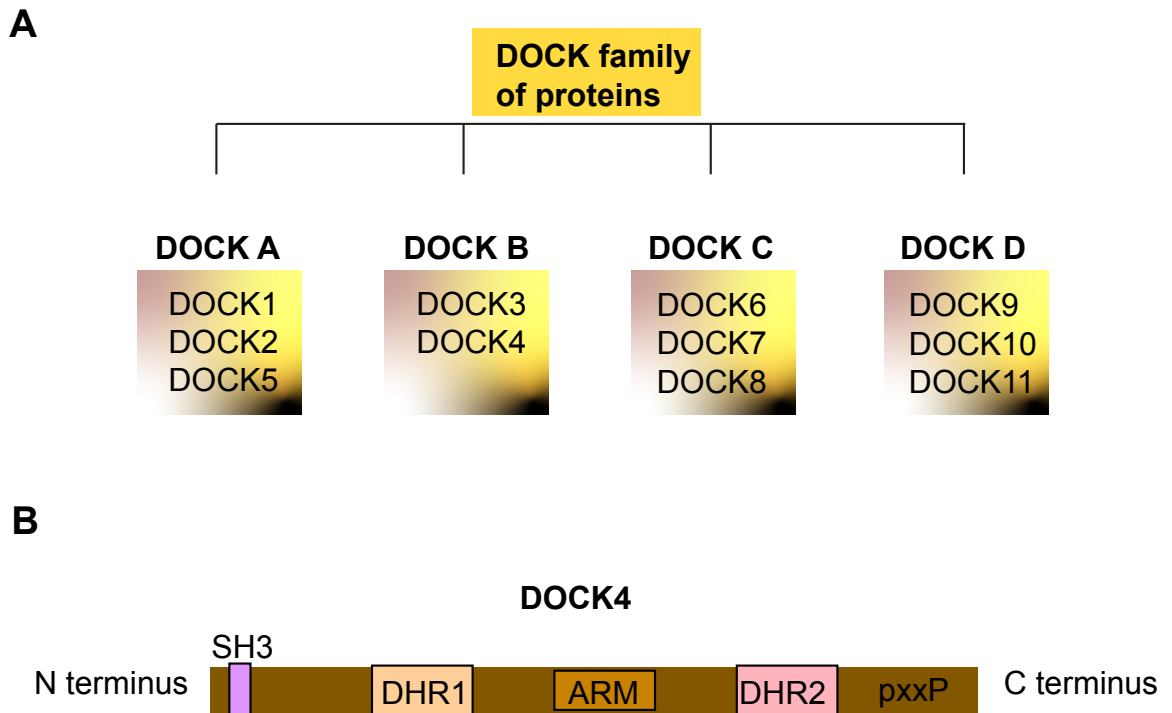 A
DOCK family
of proteins
DOCK A
DOCK B
DOCK C
DOCK D
DOCK1
DOCK2
DOCK5
DOCK3
DOCK4
DOCK6
DOCK7
DOCK8
DOCK9
DOCK10
DOCK11
B
DOCK4
SH3
N terminus
DHR1
ARM
DHR2
pxxP
C terminus